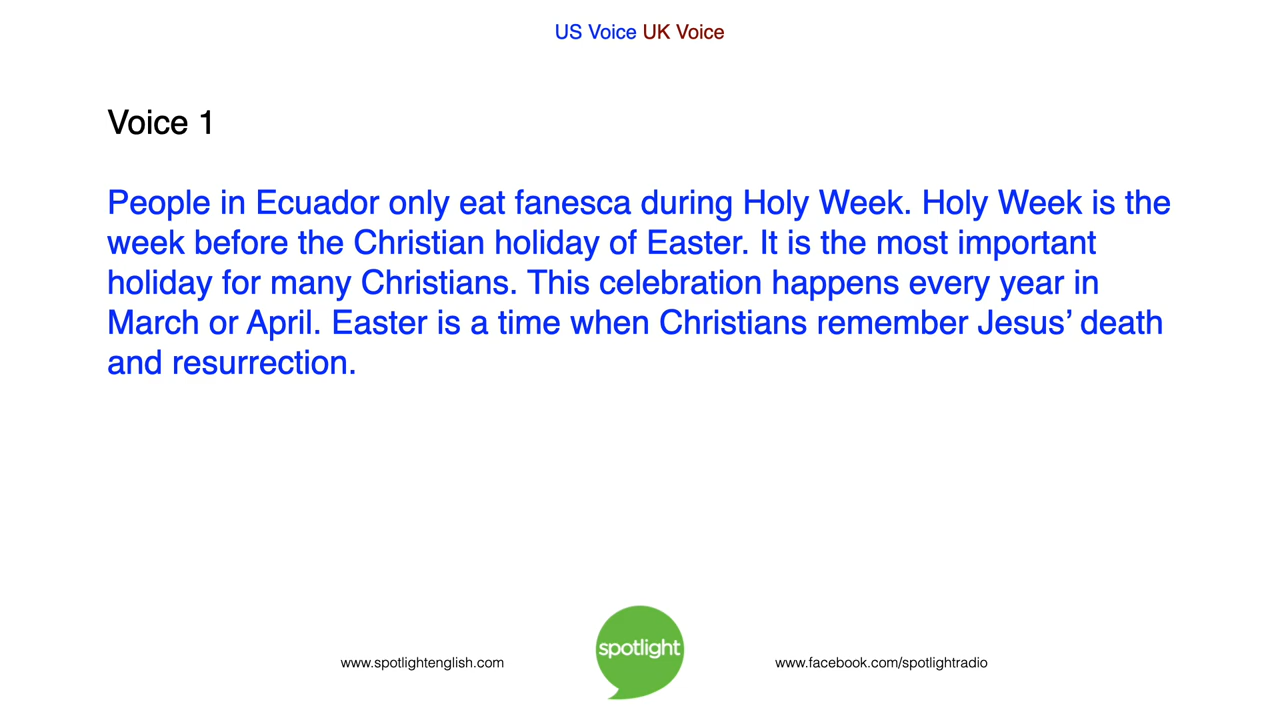 US Voice UK Voice
Voice 1
People in Ecuador only eat fanesca during Holy Week. Holy Week is the
week before the Christian holiday of Easter. It is the most important
holiday for many Christians. This celebration happens every year in
March or April. Easter is a time when Christians remember Jesus’ death
and resurrection.
spotlight
www.spotlightenglish.com
www.facebook.com/spotlightradio